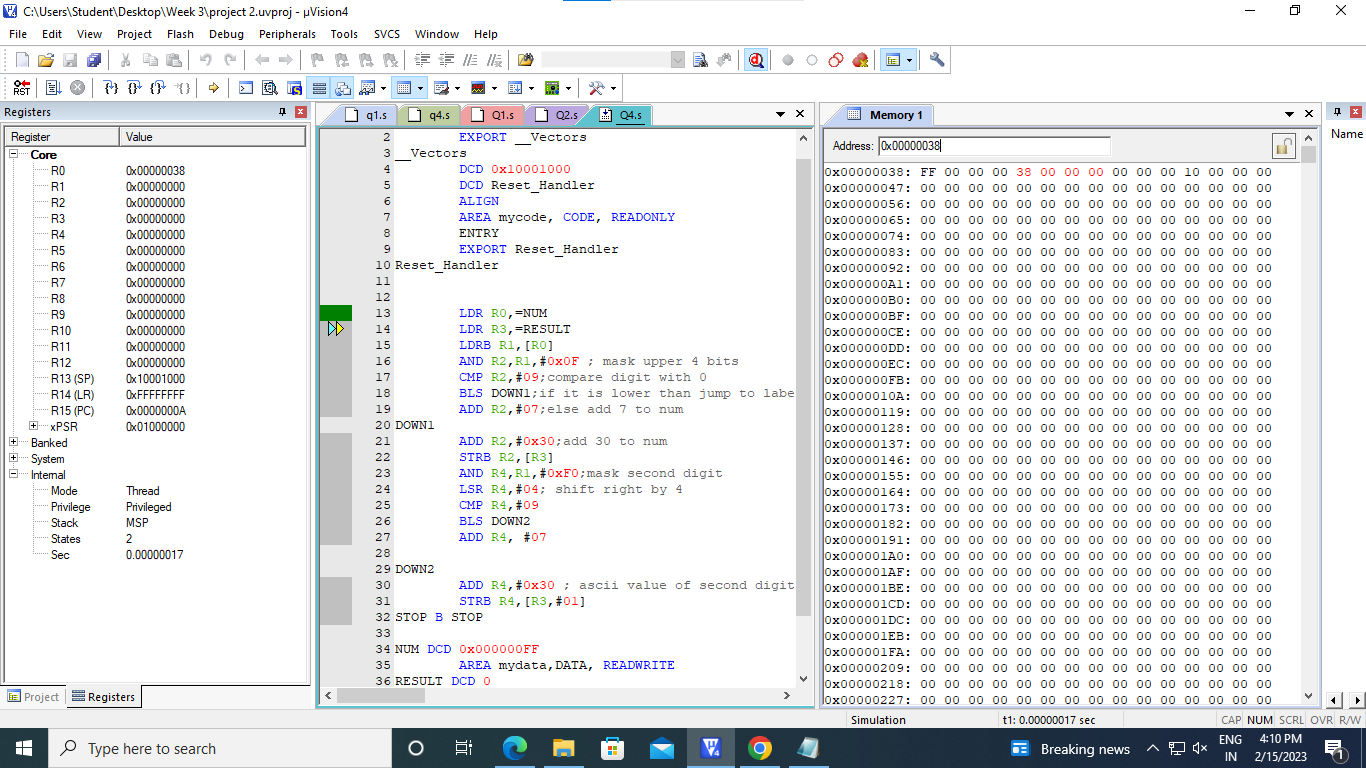 C:\Users\Student\Desktop\Week 3\project 2.uvproj - µVision4
File Edit View Project Flash Debug Peripherals Tools SVCS Window Help
RST
Registers
Register Value
Core
R0 0x00000038
R1 0x00000000
R2 0x00000000
R3 0x00000000
R4 0x00000000
R5 0x00000000
R6 0x00000000
R7 0x00000000
R8 0x00000000
R9 0x00000000
R10 0x00000000
R11 0x00000000
R12 0x00000000
R13 (SP) 0x10001000
R14 (LR) 0xFFFFFFFF
R15 (PC) 0x0000000A
xPSR 0x01000000
Banked
System
Internal
Mode Thread
Privilege Privileged
Stack MSP
States 2
Sec 0.00000017
Project Registers
q1.s q4.s Q1.s Q2.s Q4.s
2 EXPORT __Vectors
3 __Vectors
4 DCD 0x10001000
5 DCD Reset_Handler
6 ALIGN
7 AREA mycode, CODE, READONLY
8 ENTRY
9 EXPORT Reset_Handler
10 Reset_Handler
11
12
13 LDR R0,=NUM
14 LDR R3,=RESULT
15 LDRB R1,[R0]
16 AND R2,R1,#0x0F ; mask upper 4 bits
17 CMP R2,#09;compare digit with 0
18 BLS DOWN1;if it is lower than jump to labe
19 ADD R2,#07;else add 7 to num
20 DOWN1
21 ADD R2,#0x30;add 30 to num
22 STRB R2,[R3]
23 AND R4,R1,#0xF0;mask second digit
24 LSR R4,#04; shift right by 4
25 CMP R4,#09
26 BLS DOWN2
27 ADD R4, #07
28
29 DOWN2
30 ADD R4,#0x30 ; ascii value of second digit
31 STRB R4,[R3,#01]
32 STOP B STOP
33
34 NUM DCD 0x000000FF
35 AREA mydata,DATA, READWRITE
36 RESULT DCD 0
Memory 1
Address: 0x00000038
0x00000038: FF 00 00 00 38 00 00 00 00 00 00 10 00 00 00
0x00000047: 00 00 00 00 00 00 00 00 00 00 00 00 00 00 00
0x00000056: 00 00 00 00 00 00 00 00 00 00 00 00 00 00 00
0x00000065: 00 00 00 00 00 00 00 00 00 00 00 00 00 00 00
0x00000074: 00 00 00 00 00 00 00 00 00 00 00 00 00 00 00
0x00000083: 00 00 00 00 00 00 00 00 00 00 00 00 00 00 00
0x00000092: 00 00 00 00 00 00 00 00 00 00 00 00 00 00 00
0x000000A1: 00 00 00 00 00 00 00 00 00 00 00 00 00 00 00
0x000000B0: 00 00 00 00 00 00 00 00 00 00 00 00 00 00 00
0x000000BF: 00 00 00 00 00 00 00 00 00 00 00 00 00 00 00
0x000000CE: 00 00 00 00 00 00 00 00 00 00 00 00 00 00 00
0x000000DD: 00 00 00 00 00 00 00 00 00 00 00 00 00 00 00
0x000000EC: 00 00 00 00 00 00 00 00 00 00 00 00 00 00 00
0x000000FB: 00 00 00 00 00 00 00 00 00 00 00 00 00 00 00
0x0000010A: 00 00 00 00 00 00 00 00 00 00 00 00 00 00 00
0x00000119: 00 00 00 00 00 00 00 00 00 00 00 00 00 00 00
0x00000128: 00 00 00 00 00 00 00 00 00 00 00 00 00 00 00
0x00000137: 00 00 00 00 00 00 00 00 00 00 00 00 00 00 00
0x00000146: 00 00 00 00 00 00 00 00 00 00 00 00 00 00 00
0x00000155: 00 00 00 00 00 00 00 00 00 00 00 00 00 00 00
0x00000164: 00 00 00 00 00 00 00 00 00 00 00 00 00 00 00
0x00000173: 00 00 00 00 00 00 00 00 00 00 00 00 00 00 00
0x00000182: 00 00 00 00 00 00 00 00 00 00 00 00 00 00 00
0x00000191: 00 00 00 00 00 00 00 00 00 00 00 00 00 00 00
0x000001A0: 00 00 00 00 00 00 00 00 00 00 00 00 00 00 00
0x000001AF: 00 00 00 00 00 00 00 00 00 00 00 00 00 00 00
0x000001BE: 00 00 00 00 00 00 00 00 00 00 00 00 00 00 00
0x000001CD: 00 00 00 00 00 00 00 00 00 00 00 00 00 00 00
0x000001DC: 00 00 00 00 00 00 00 00 00 00 00 00 00 00 00
0x000001EB: 00 00 00 00 00 00 00 00 00 00 00 00 00 00 00
0x000001FA: 00 00 00 00 00 00 00 00 00 00 00 00 00 00 00
0x00000209: 00 00 00 00 00 00 00 00 00 00 00 00 00 00 00
0x00000218: 00 00 00 00 00 00 00 00 00 00 00 00 00 00 00
0x00000227: 00 00 00 00 00 00 00 00 00 00 00 00 00 00 00
Name
Simulation t1: 0.00000017 sec CAP NUM SCRL OVR R/W
Type here to search
Breaking news
ENG
IN
4:10 PM
2/15/2023
1